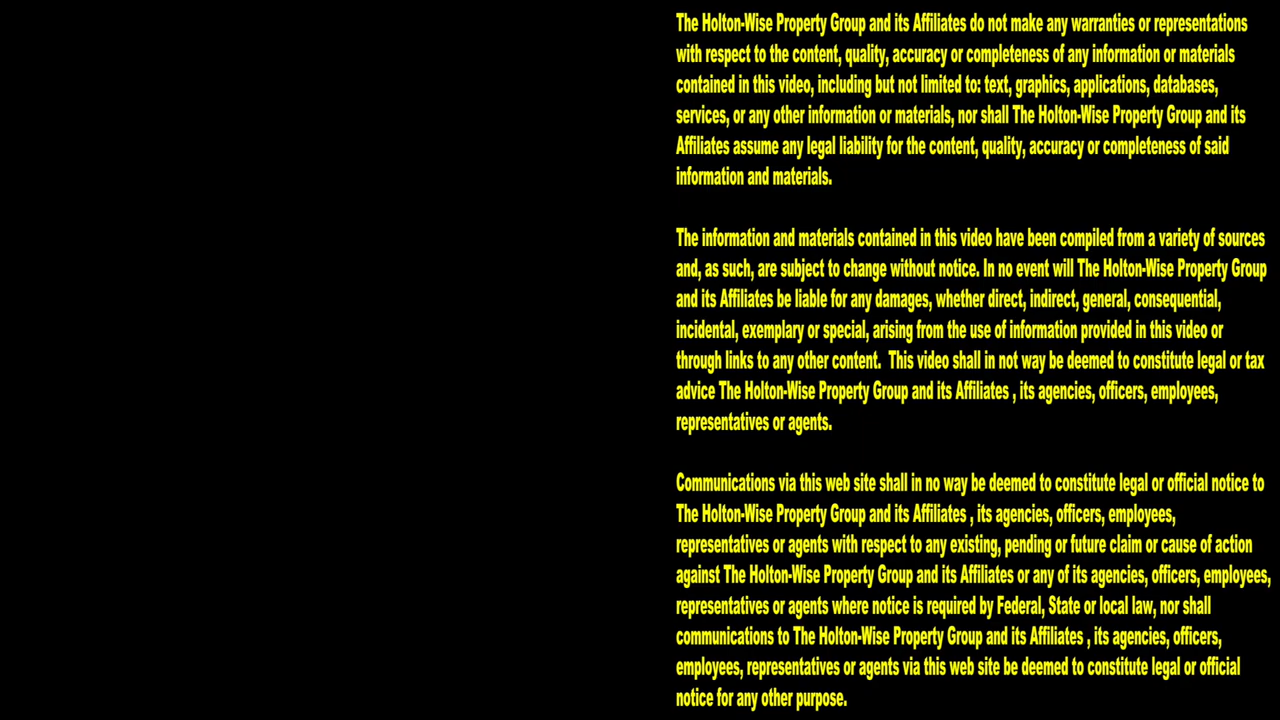 The Holton-Wise Property Group and its Affiliates do not make any warranties or representations
with respect to the content, quality, accuracy or completeness of any information or materials
contained in this video, including but not limited to: text, graphics, applications, databases,
services, or any other information or materials, nor shall The Holton-Wise Property Group and its
Affiliates assume any legal liability for the content, quality, accuracy or completeness of said
information and materials.
The information and materials contained in this video have been compiled from a variety of sources
and, as such, are subject to change without notice. In no event will The Holton-Wise Property Group
and its Affiliates be liable for any damages, whether direct, indirect, general, consequential,
incidental, exemplary or special, arising from the use of information provided in this video or
through links to any other content.  This video shall in not way be deemed to constitute legal or tax
advice The Holton-Wise Property Group and its Affiliates , its agencies, officers, employees,
representatives or agents.
Communications via this web site shall in no way be deemed to constitute legal or official notice to
The Holton-Wise Property Group and its Affiliates , its agencies, officers, employees,
representatives or agents with respect to any existing, pending or future claim or cause of action
against The Holton-Wise Property Group and its Affiliates or any of its agencies, officers, employees,
representatives or agents where notice is required by Federal, State or local law, nor shall
communications to The Holton-Wise Property Group and its Affiliates , its agencies, officers,
employees, representatives or agents via this web site be deemed to constitute legal or official
notice for any other purpose.